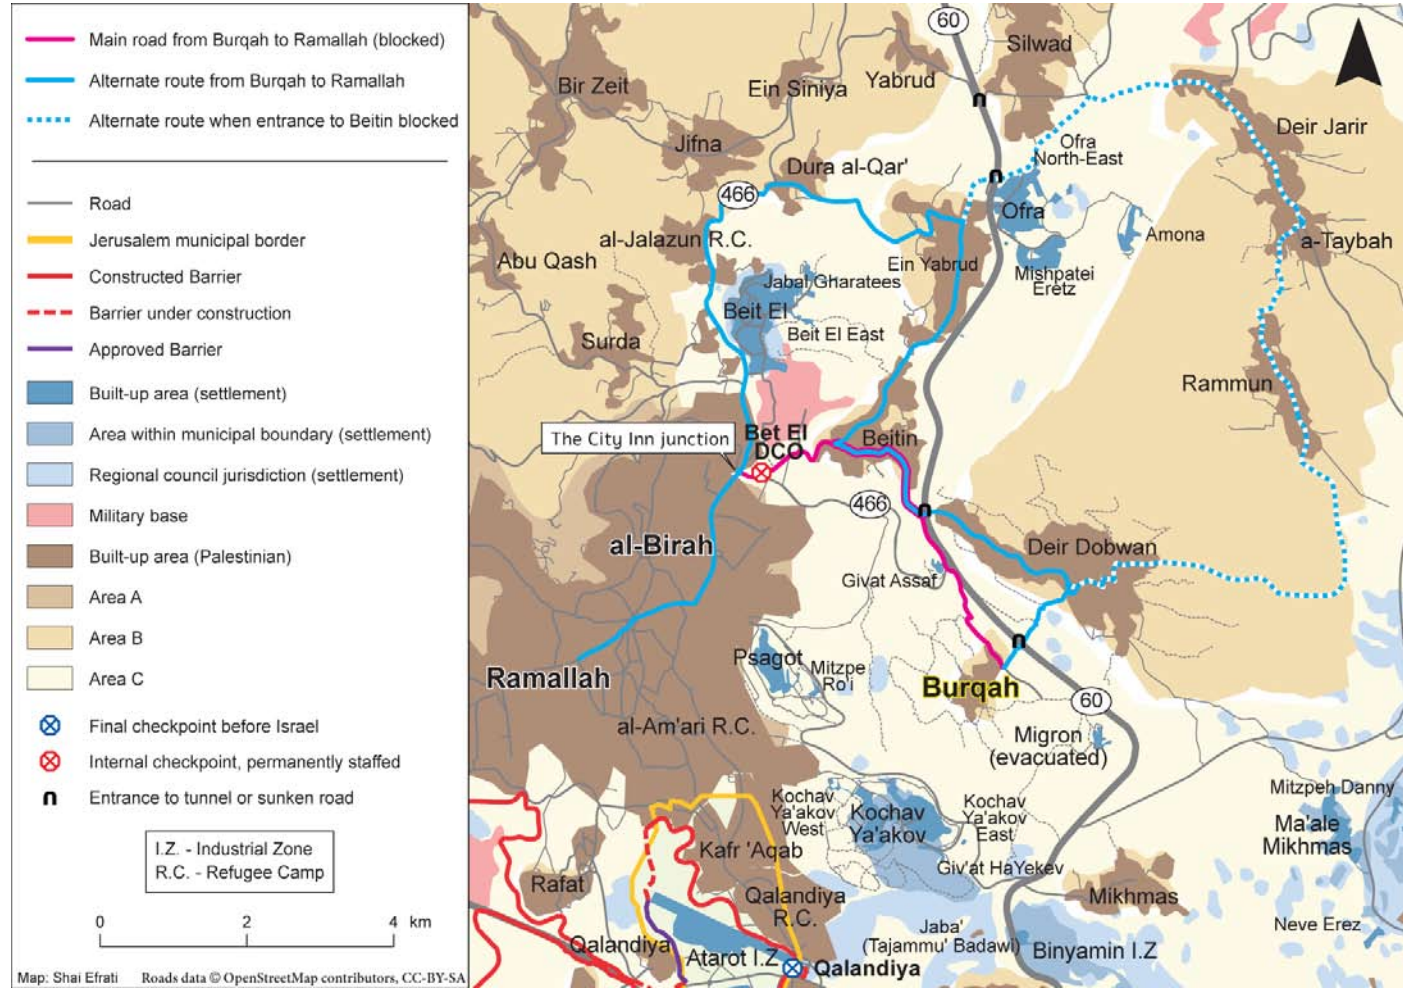 Main road from Burqah to Ramallah (blocked)
Alternate route from Burqah to Ramallah
Alternate route when entrance to Beitin blocked
Road
Jerusalem municipal border
Constructed Barrier
Barrier under construction
Approved Barrier
Built-up area (settlement)
Area within municipal boundary (settlement)
Regional council jurisdiction (settlement)
Military base
Built-up area (Palestinian)
Area A
Area B
Area C
Final checkpoint before Israel
Internal checkpoint, permanently staffed
Entrance to tunnel or sunken road
I.Z. - Industrial Zone
R.C. - Refugee Camp
0 2 4 km
Map: Shai Efrati Roads data © OpenStreetMap contributors, CC-BY-SA
60
Silwad
Bir Zeit
Ein Siniya
Yabrud
Deir Jarir
Jifna
Ofra
North-East
Dura al-Qar'
466
Ofra
al-Jalazun R.C.
Amona
a-Taybah
Abu Qash
Ein Yabrud
Mishpatei
Eretz
Jabal Gharatees
Beit El
Beit El East
Surda
Rammun
The City Inn junction
Bet El
DCO
Beitin
466
al-Birah
Deir Dobwan
Givat Assaf
Psagot
Mitzpe
Ro'i
Ramallah
Burqah
60
al-Am'ari R.C.
Migron
(evacuated)
Kochav
Ya'akov
West
Kochav
Ya'akov
Kochav
Ya'akov
East
Mitzpeh Danny
Ma'ale
Mikhmas
Kafr 'Aqab
Giv'at HaYekev
Rafat
Qalandiya
R.C.
Mikhmas
Neve Erez
Jaba'
(Tajammu' Badawi)
Qalandiya
Atarot I.Z
Qalandiya
Binyamin I.Z